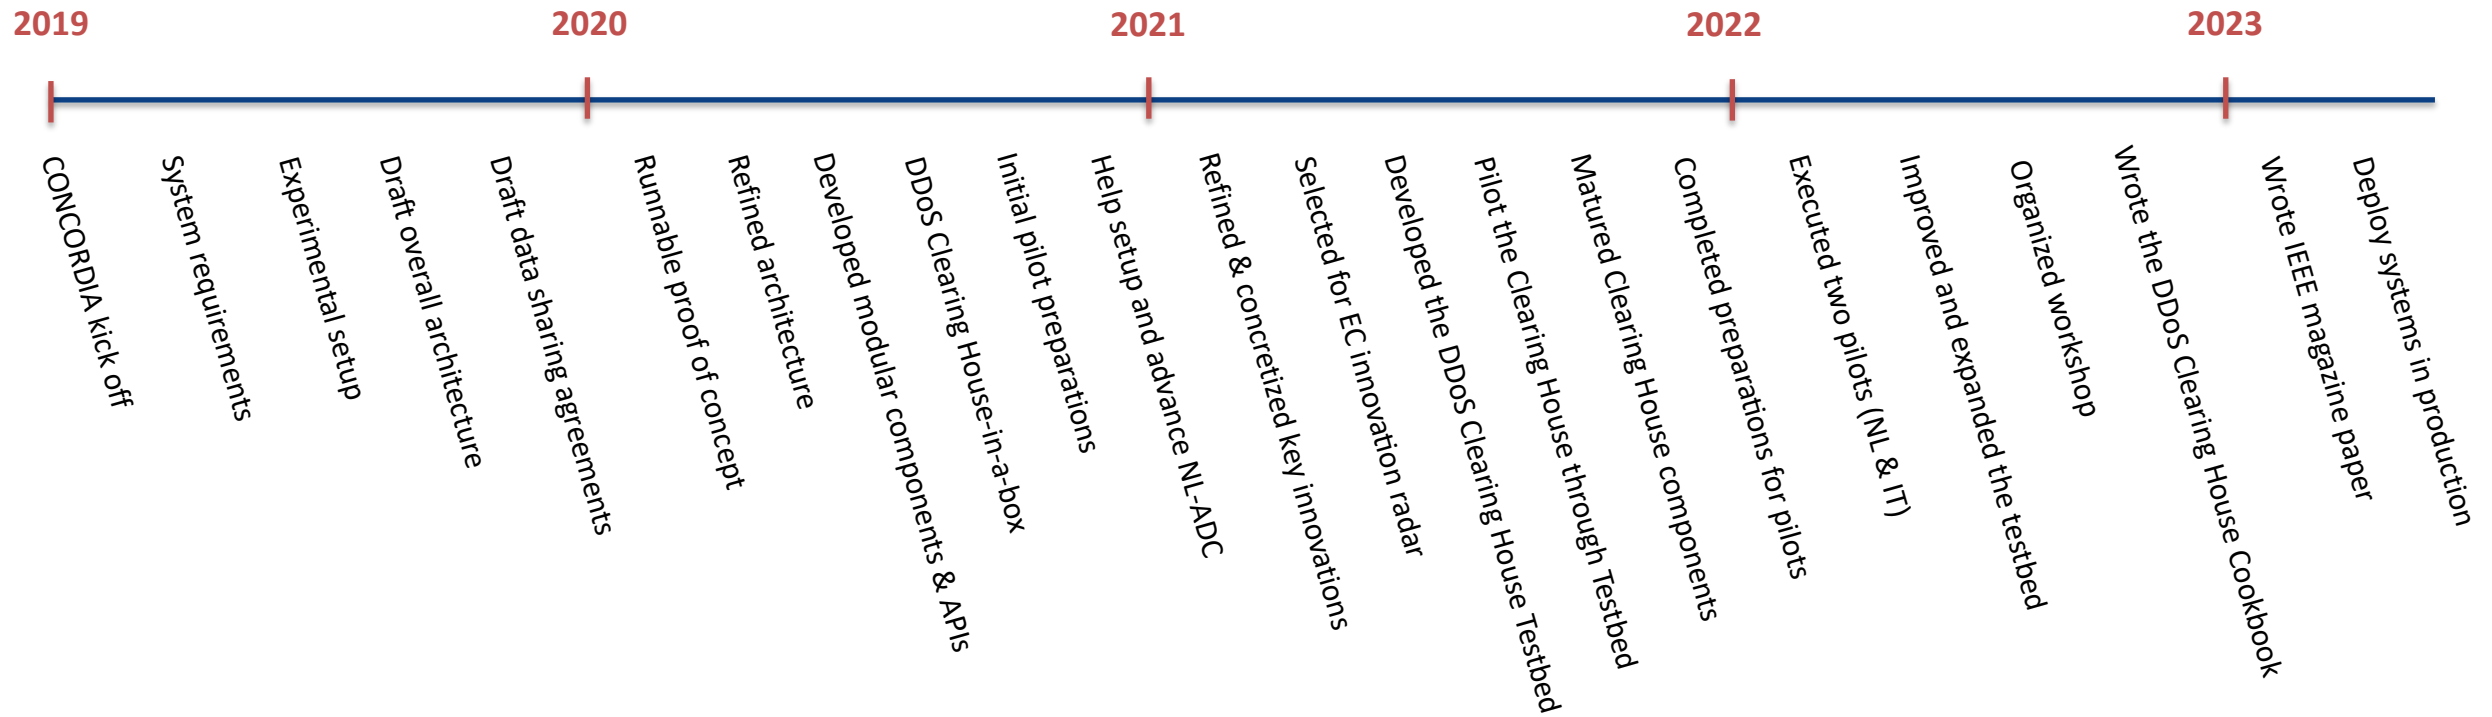 2019
2020
2021
2022
2023
CONCORDIA kick off
System requirements
Experimental setup
Draft overall architecture
Draft data sharing agreements
Runnable proof of concept
Refined architecture
Developed modular components & APIs
DDoS Clearing House-in-a-box
Initial pilot preparations
Help setup and advance NL-ADC
Refined & concretized key innovations
Selected for EC innovation radar
Developed the DDoS Clearing House Testbed
Pilot the Clearing House through Testbed
Matured Clearing House components
Completed preparations for pilots
Executed two pilots (NL & IT)
Improved and expanded the testbed
Organized workshop
Wrote the DDoS Clearing House Cookbook
Wrote IEEE magazine paper
Deploy systems in production